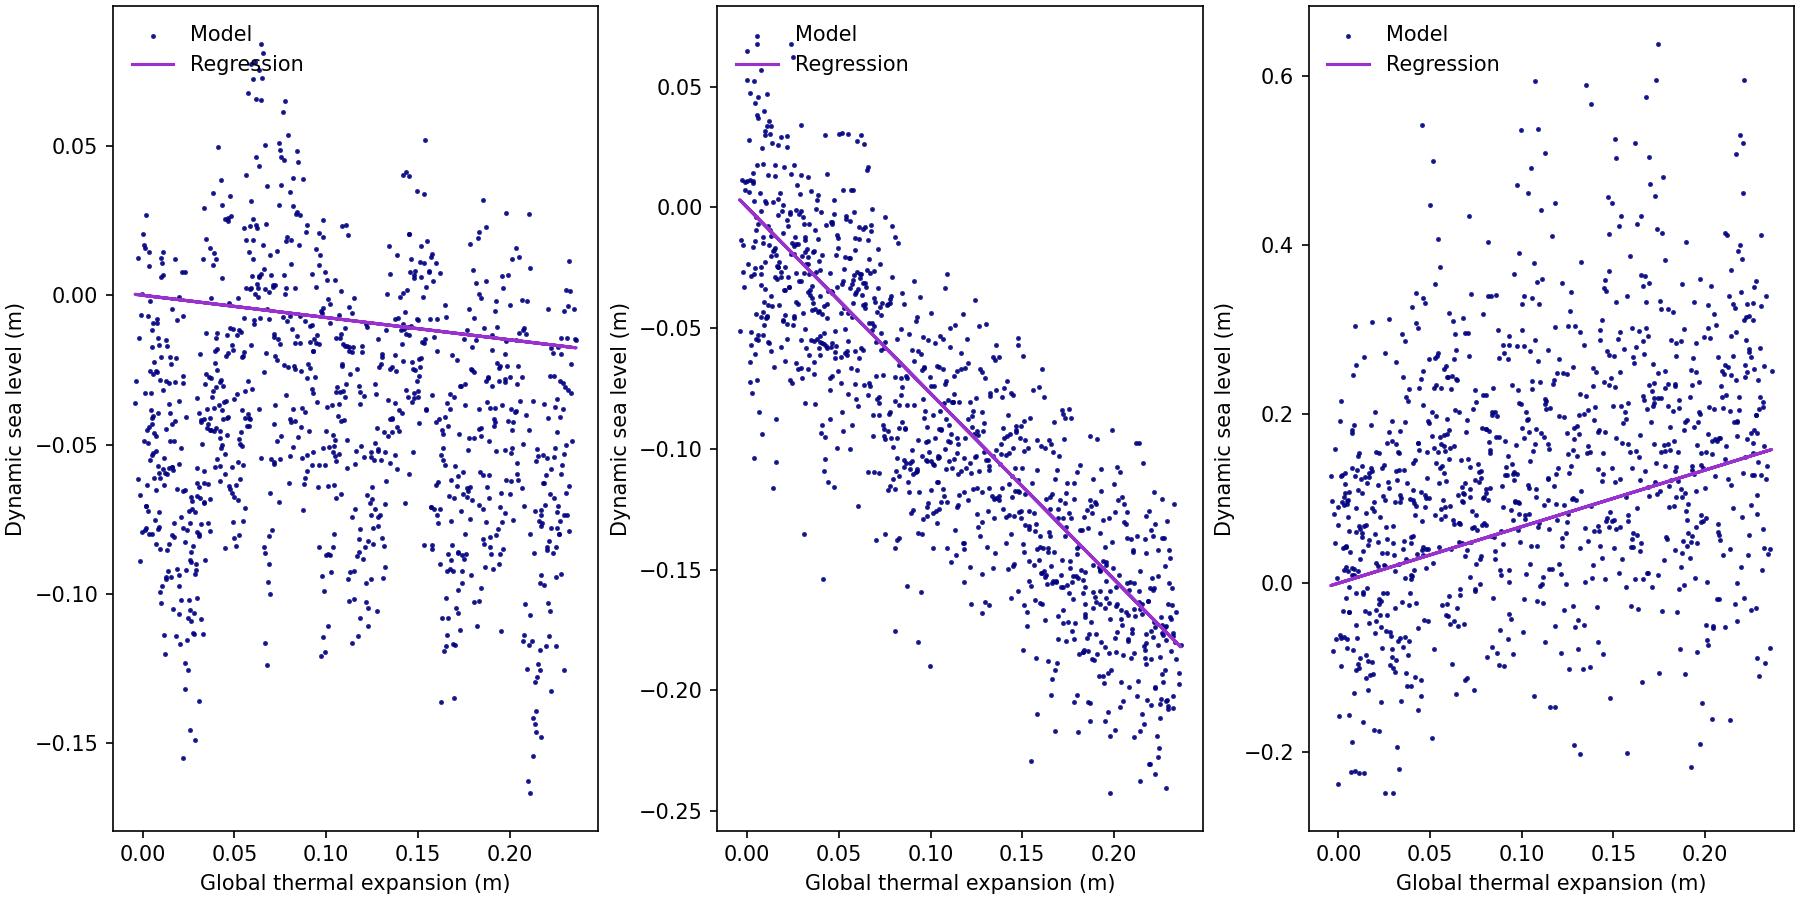 Model
Regression
0.05
0.00
−0.05
−0.10
−0.15
Dynamic sea level (m)
0.00 0.05 0.10 0.15 0.20
Global thermal expansion (m)
Model
Regression
0.05
0.00
−0.05
−0.10
−0.15
−0.20
−0.25
Dynamic sea level (m)
0.00 0.05 0.10 0.15 0.20
Global thermal expansion (m)
Model
Regression
0.6
0.4
0.2
0.0
−0.2
Dynamic sea level (m)
0.00 0.05 0.10 0.15 0.20
Global thermal expansion (m)